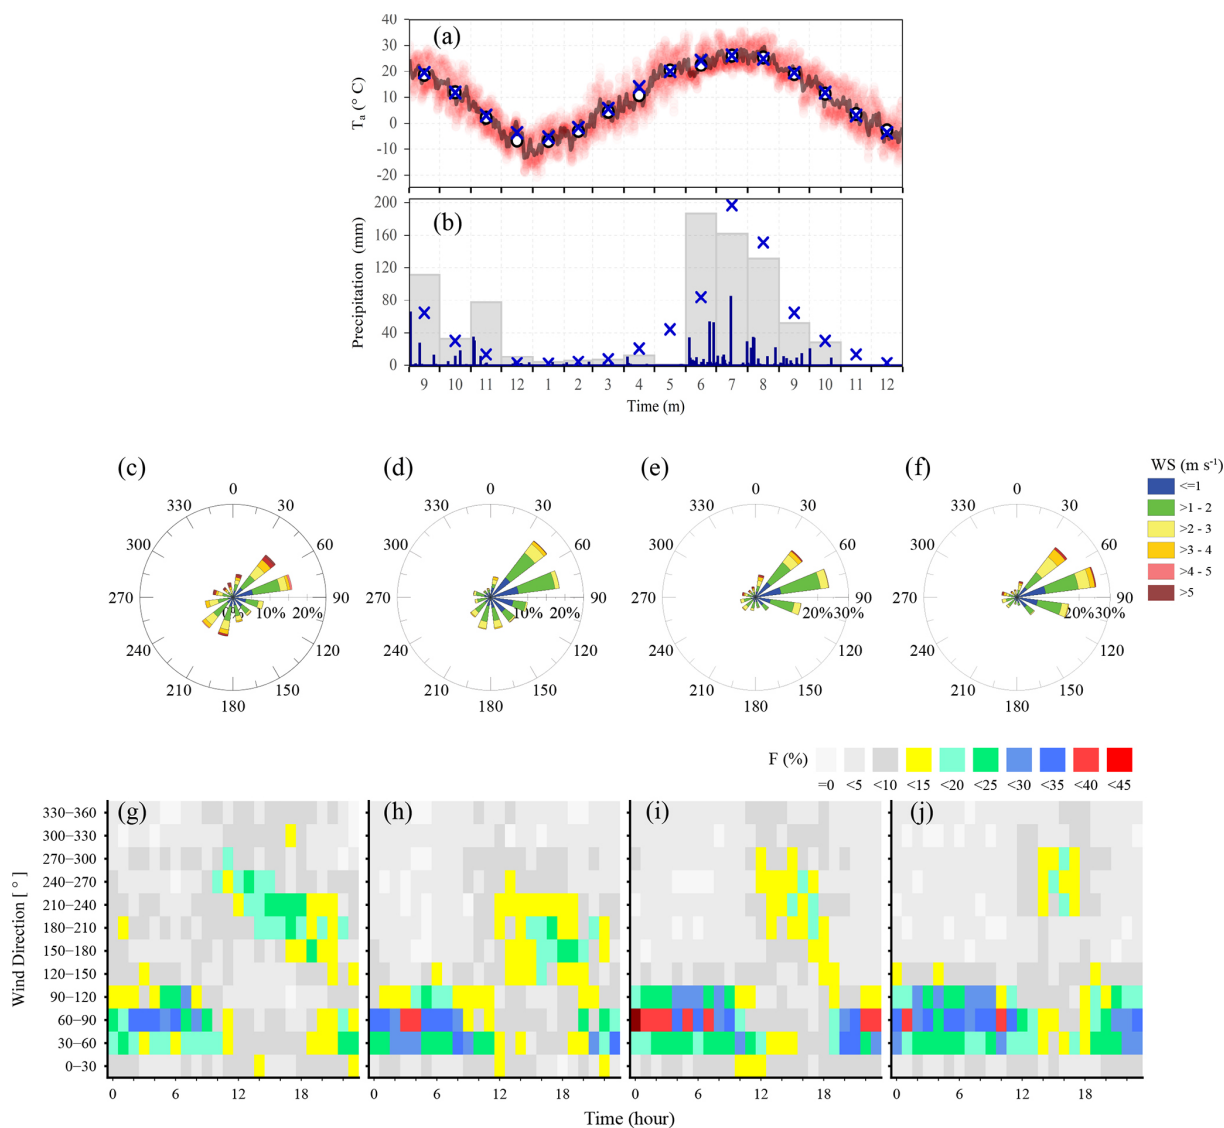 (a)
40
30
20
10
0
-10
-20
Ta (° C)
(b)
200
160
120
80
40
0
Precipitation (mm)
9 10 11 12 1 2 3 4 5 6 7 8 9 10 11 12
Time (m)
(c) (d) (e) (f)
WS (m s-1)
<=1
>1 - 2
>2 - 3
>3 - 4
>4 - 5
>5
0 30 60 90 120 150 180 210 240 270 300 330
0% 10% 20%
0 30 60 90 120 150 180 210 240 270 300 330
10% 20%
0 30 60 90 120 150 180 210 240 270 300 330
20% 30%
0 30 60 90 120 150 180 210 240 270 300 330
20% 30%
F (%)
=0 <5 <10 <15 <20 <25 <30 <35 <40 <45
(g) (h) (i) (j)
330−360
300−330
270−300
240−270
210−240
180−210
150−180
120−150
90−120
60−90
30−60
0−30
Wind Direction [ ° ]
0 6 12 18 0 6 12 18 0 6 12 18 0 6 12 18
Time (hour)